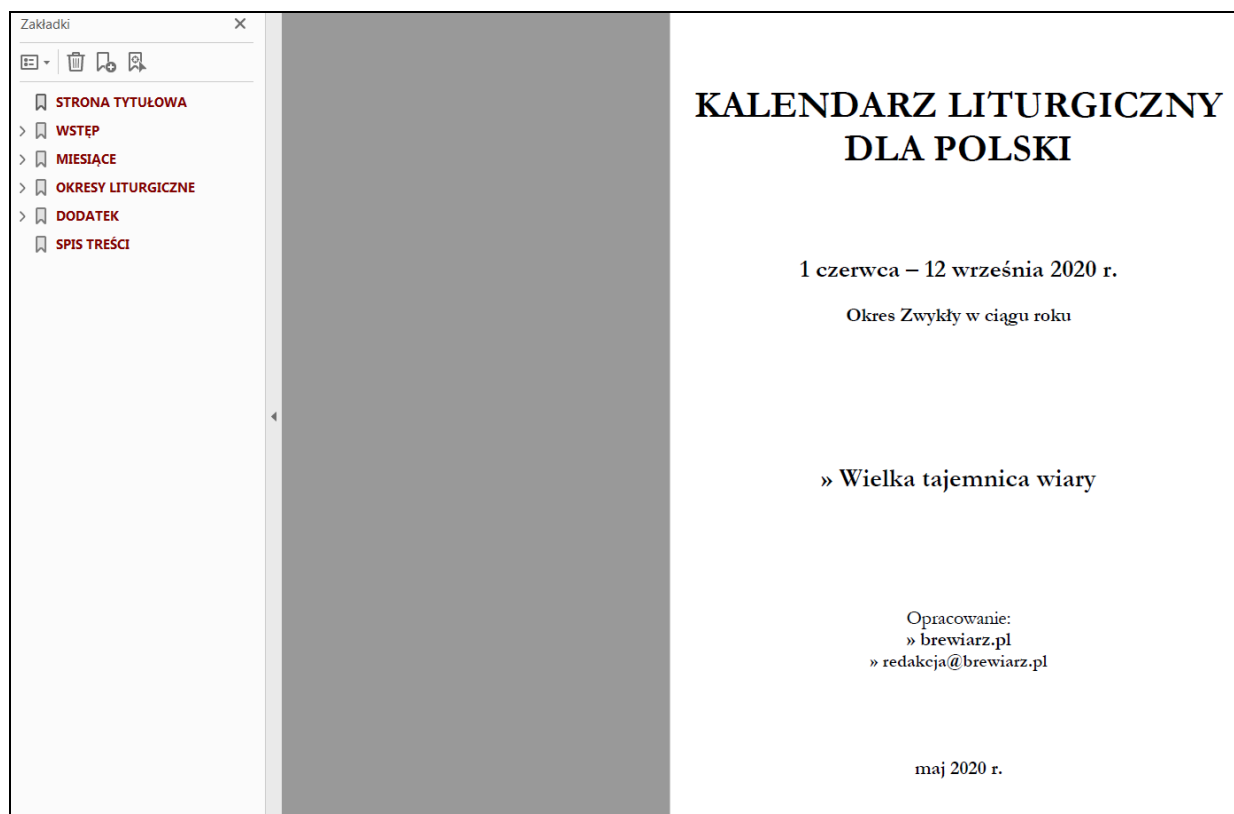 Zakładki
STRONA TYTUŁOWA
WSTĘP
MIESIĄCE
OKRESY LITURGICZNE
DODATEK
SPIS TREŚCI
KALENDARZ LITURGICZNY
DLA POLSKI
1 czerwca – 12 września 2020 r.
Okres Zwykły w ciągu roku
» Wielka tajemnica wiary
Opracowanie:
» brewiarz.pl
» redakcja@brewiarz.pl
maj 2020 r.